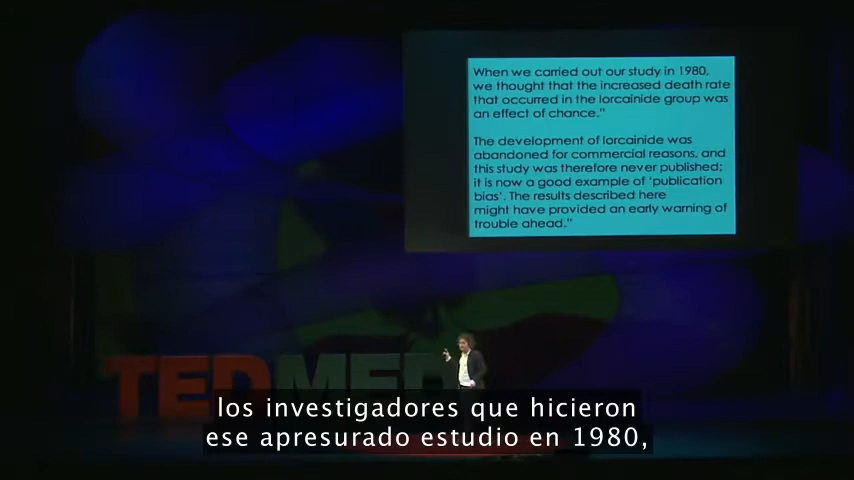 When we carried out our study in 1980,
we thought that the increased death rate
that occurred in the lorcainide group was
an effect of chance."
The development of lorcainide was
abandoned for commercial reasons, and
this study was therefore never published;
it is now a good example of 'publication
bias'. The results described here
might have provided an early warning of
trouble ahead."
TEDMED
los investigadores que hicieron
ese apresurado estudio en 1980,